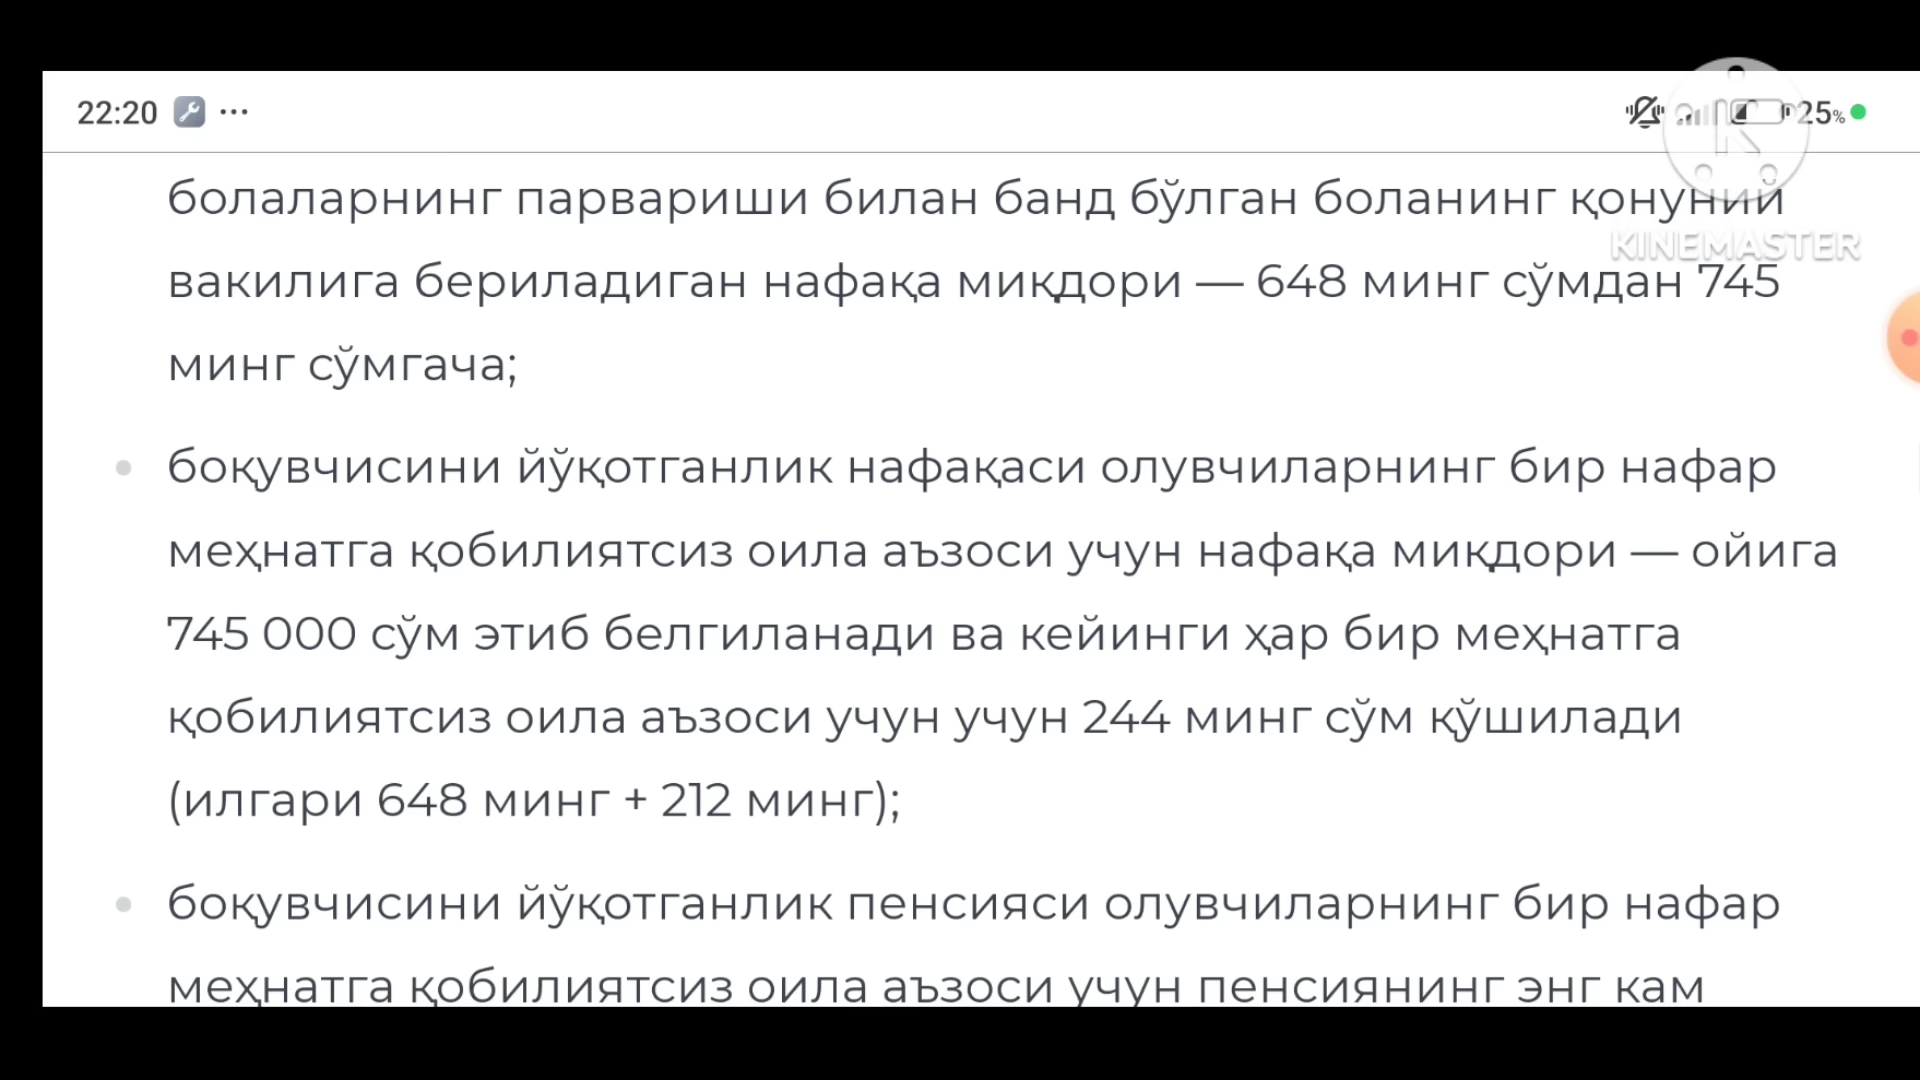 22:20 ...
25%
KINEMASTER
болаларнинг парвариши билан банд бўлган боланинг қонуний
вакилига бериладиган нафақа миқдори — 648 минг сўмдан 745
минг сўмгача;
боқувчисини йўқотганлик нафақаси олувчиларнинг бир нафар
меҳнатга қобилиятсиз оила аъзоси учун нафақа миқдори — ойига
745 000 сўм этиб белгиланади ва кейинги ҳар бир меҳнатга
қобилиятсиз оила аъзоси учун учун 244 минг сўм қўшилади
(илгари 648 минг + 212 минг);
боқувчисини йўқотганлик пенсияси олувчиларнинг бир нафар
меҳнатга қобилиятсиз оила аъзоси учун пенсиянинг энг кам